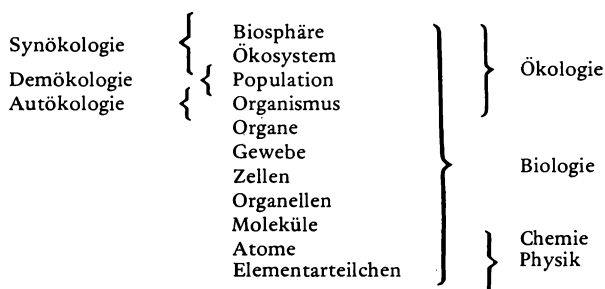 Synökologie
Demökologie
Autökologie
Biosphäre
Ökosystem
Population
Organismus
Organe
Gewebe
Zellen
Organellen
Moleküle
Atome
Elementarteilchen
Ökologie
Biologie
Chemie
Physik